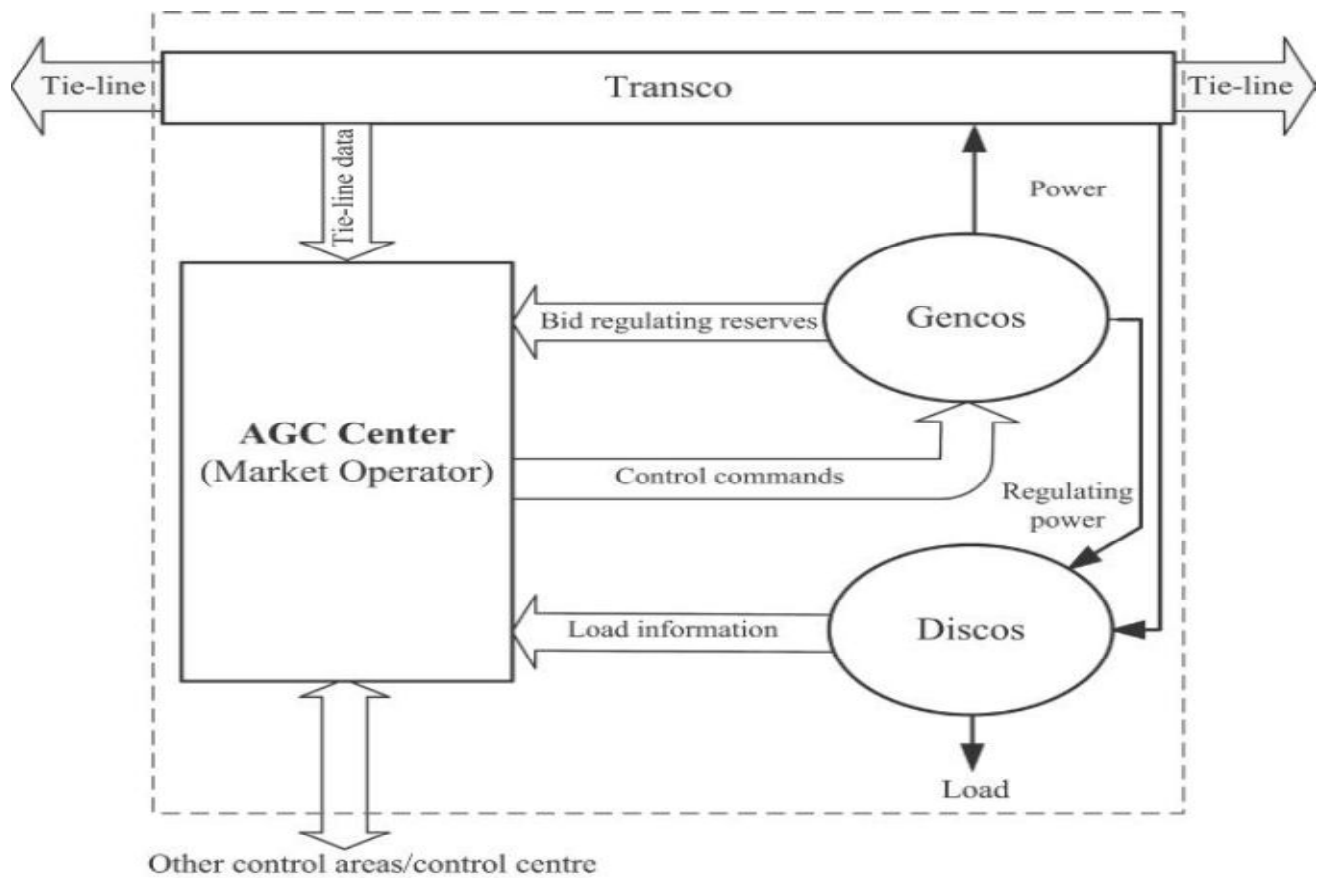 Tie-line
Transco
Tie-line
Tie-line data
Power
Bid regulating reserves
Gencos
AGC Center
(Market Operator)
Control commands
Regulating
power
Load information
Discos
Load
Other control areas/control centre